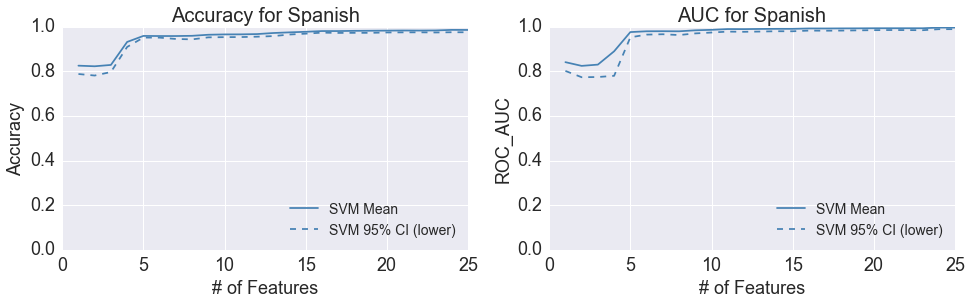 Accuracy for Spanish
1.0
0.8
0.6
0.4
0.2
0.0
Accuracy
0 5 10 15 20 25
# of Features
SVM Mean
SVM 95% CI (lower)
AUC for Spanish
1.0
0.8
0.6
0.4
0.2
0.0
ROC_AUC
0 5 10 15 20 25
# of Features
SVM Mean
SVM 95% CI (lower)